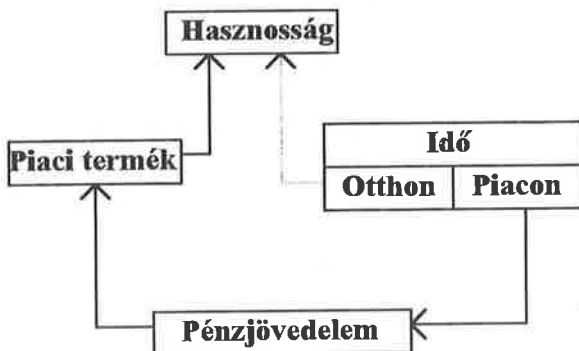 Hasznosság
Idő
Piaci termék
Otthon Piacon
Pénzjövedelem